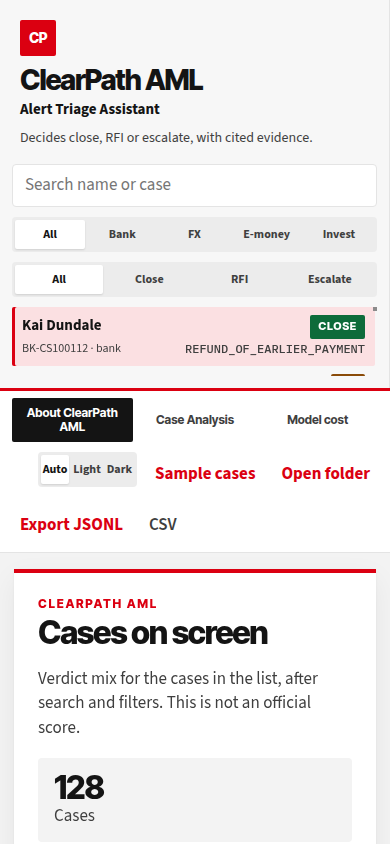 CP
ClearPath AML
Alert Triage Assistant
Decides close, RFI or escalate, with cited evidence.
Search name or case
All Bank FX E-money Invest
All Close RFI Escalate
Kai Dundale CLOSE
BK-CS100112 · bank REFUND_OF_EARLIER_PAYMENT
About ClearPath
AML
Case Analysis
Model cost
Auto Light Dark
Sample cases
Open folder
Export JSONL
CSV
CLEARPATH AML
Cases on screen
Verdict mix for the cases in the list, after
search and filters. This is not an official
score.
128
Cases